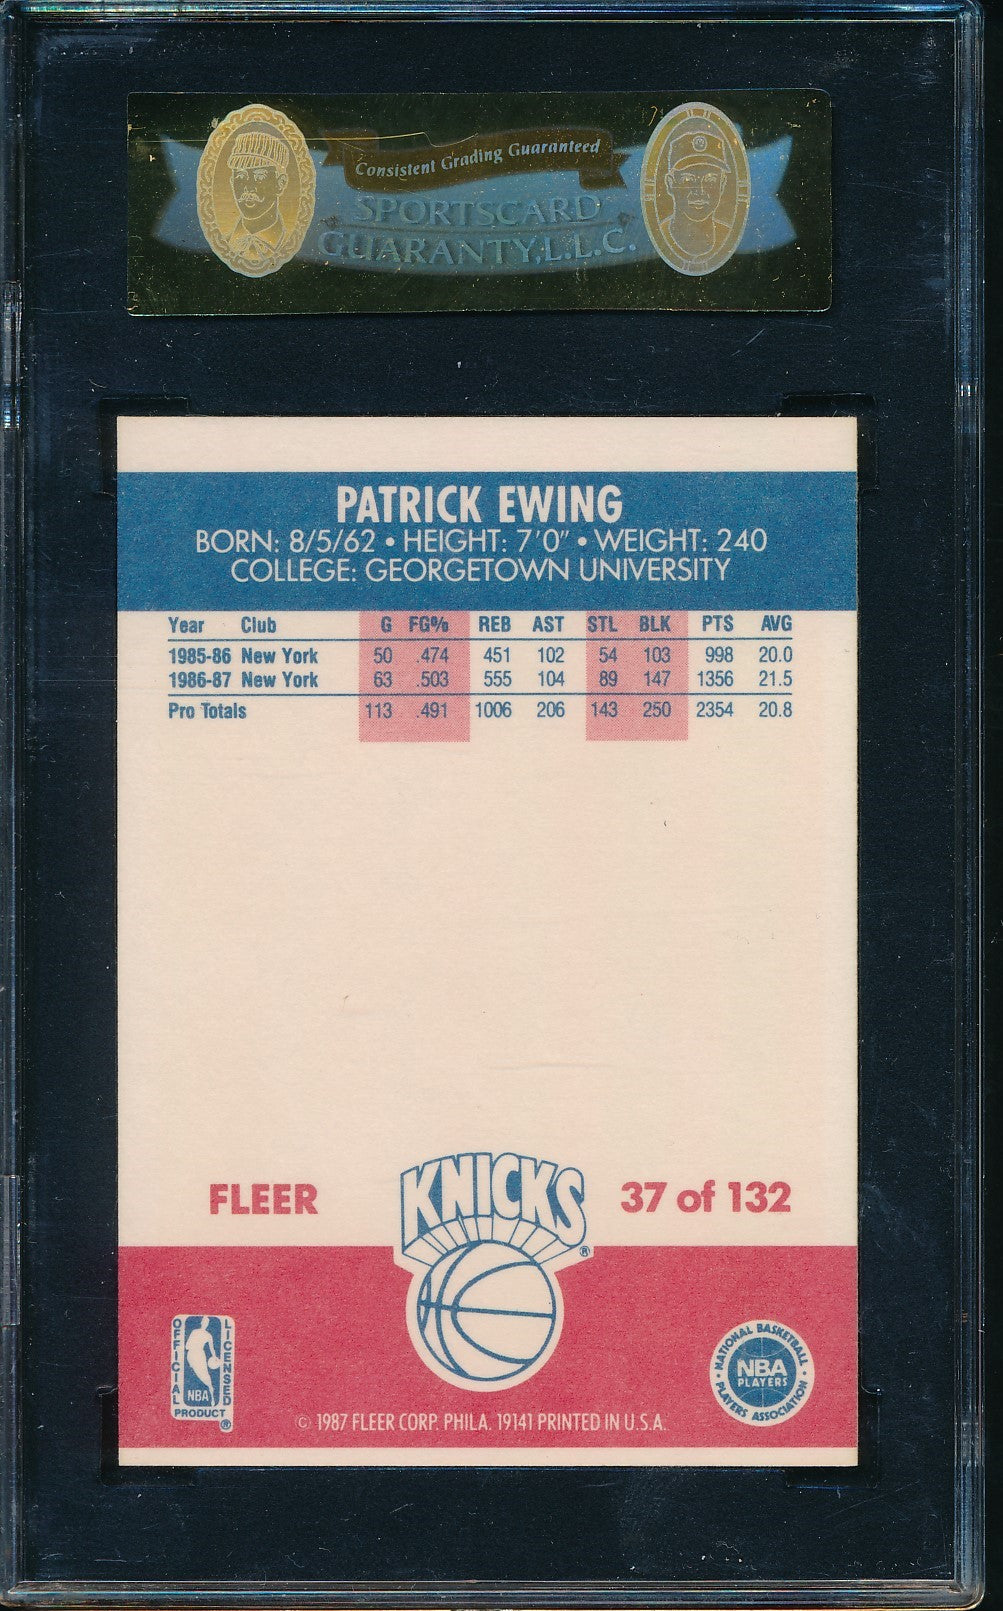 Consistent Grading Guaranteed
SPORTSCARD
GUARANTY, L.L.C.
PATRICK EWING
BORN: 8/5/62 • HEIGHT: 7'0" • WEIGHT: 240
COLLEGE: GEORGETOWN UNIVERSITY
Year Club G FG% REB AST STL BLK PTS AVG
1985-86 New York 50 .474 451 102 54 103 998 20.0
1986-87 New York 63 .503 555 104 89 147 1356 21.5
Pro Totals 113 .491 1006 206 143 250 2354 20.8
FLEER
KNICKS
®
37 of 132
OFFICIAL
LICENSED
NBA
PRODUCT
®
NATIONAL BASKETBALL
NBA
PLAYERS
• PLAYERS ASSOCIATION •
© 1987 FLEER CORP. PHILA. 19141 PRINTED IN U.S.A.